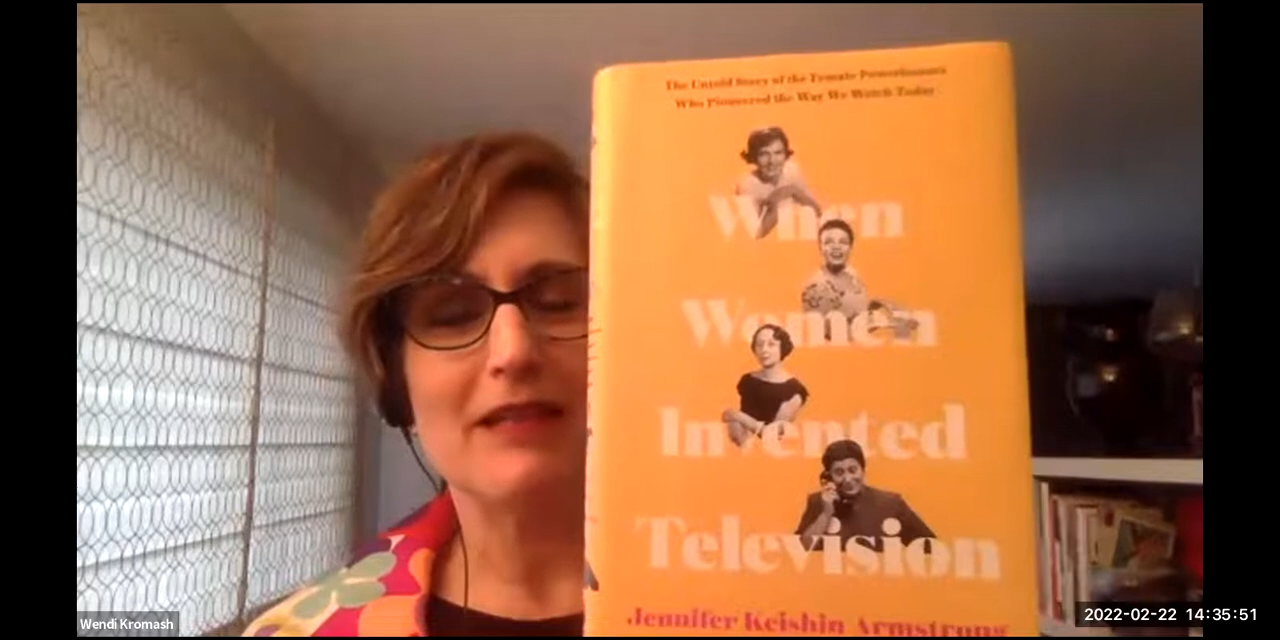 The Untold Story of the Female Powerhouses
Who Pioneered the Way We Watch Today
When
Women
Invented
Television
Jennifer Keishin Armstrong
Wendi Kromash
2022-02-22 14:35:51